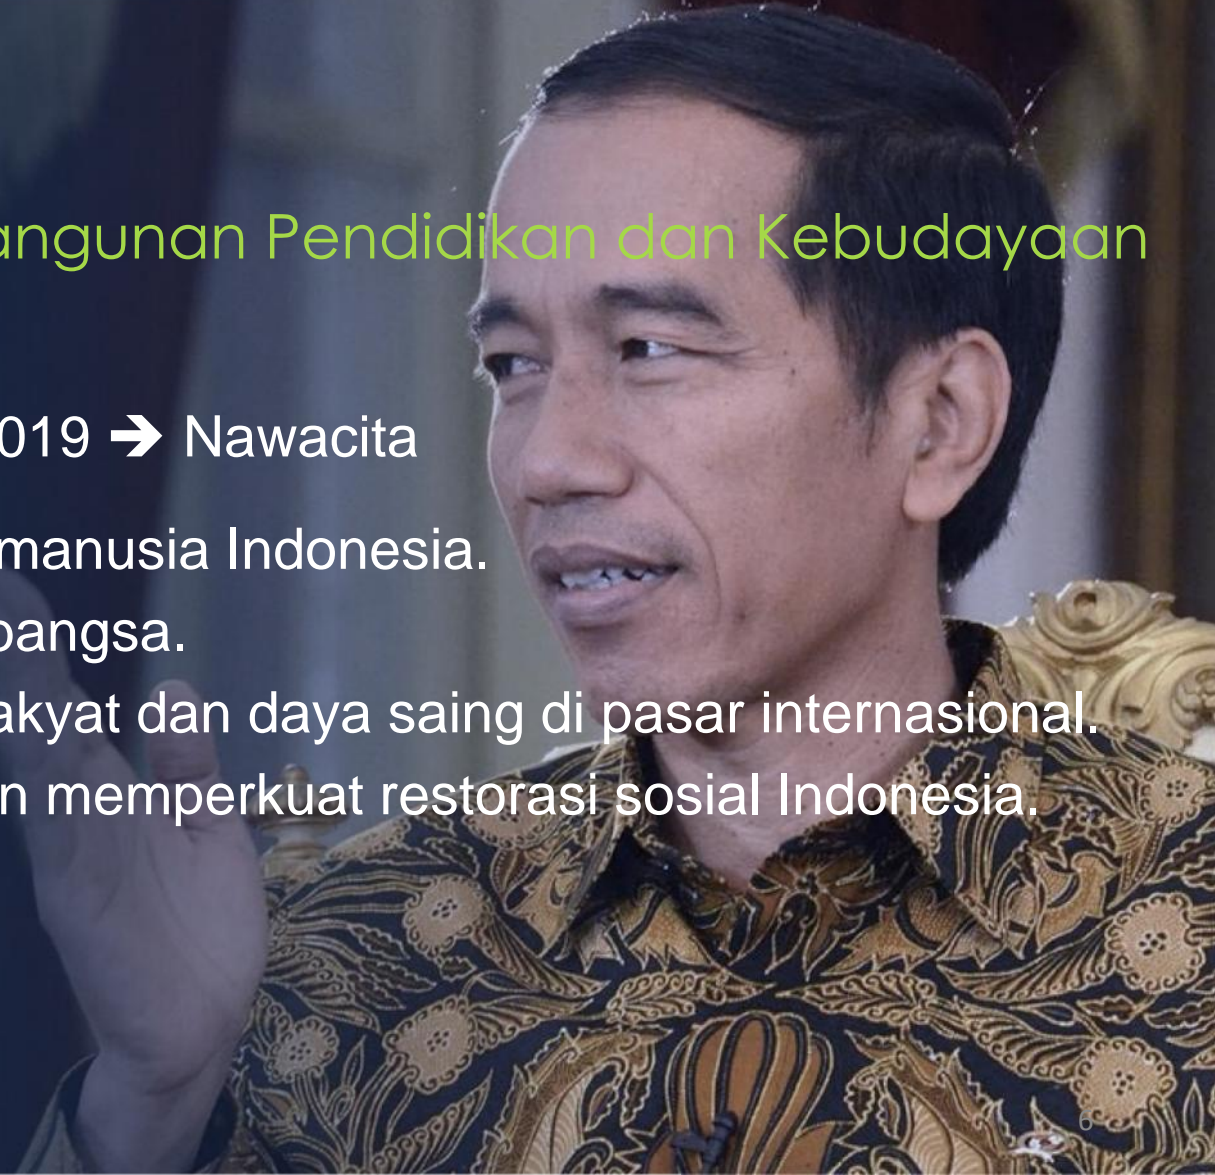 angunan Pendidikan dan Kebudayaan
019 ➔ Nawacita
manusia Indonesia.
bangsa.
akyat dan daya saing di pasar internasional.
n memperkuat restorasi sosial Indonesia.
6